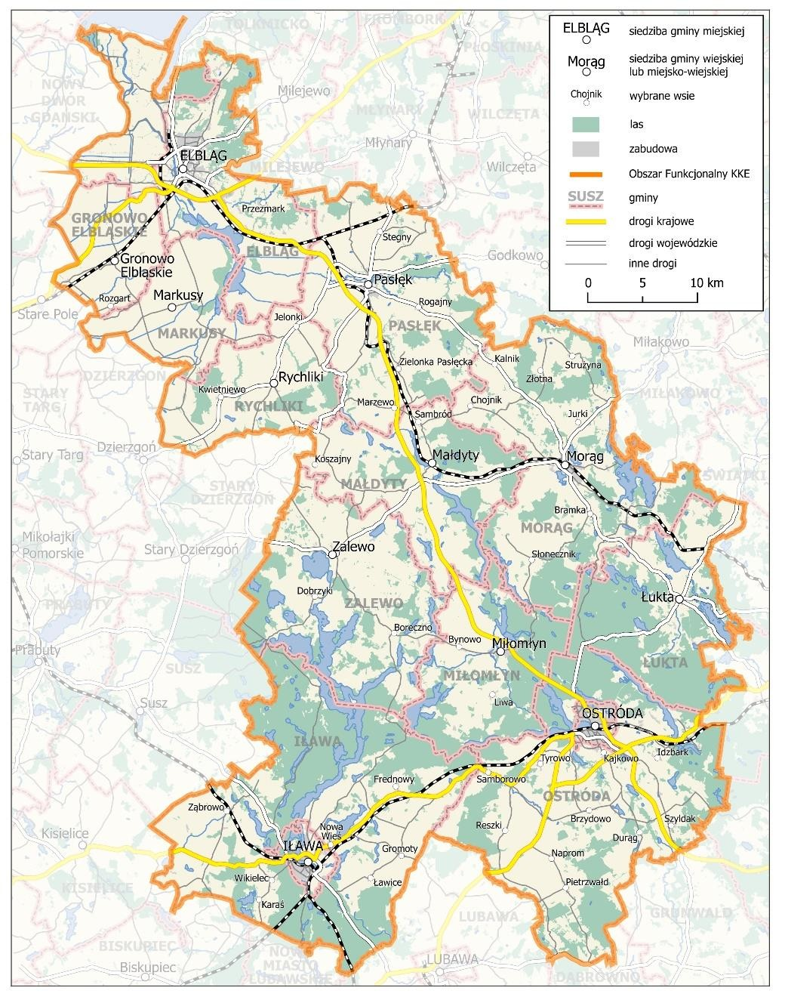 TOLKMICKO
FROMBORK
PŁOSKINIA
NOWY
DWÓR
GDAŃSKI
Milejewo
MŁYNARY
WILCZĘTA
Młynary
Wilczęta
MILEJEWO
ELBLĄG
Przezmark
GRONOWO
ELBLĄSKIE
ELBLĄG
Stegny
Gronowo
Elbląskie
Godkowo
Pasłęk
Markusy
Rozgart
Stare Pole
Rogajny
Jelonki
PASŁĘK
MARKUSY
Miłakowo
Kalnik
Zielonka Pasłęcka
Złotna
Strużyna
DZIERZGOŃ
Rychliki
Kwietniewo
RYCHLIKI
STARY
TARG
MIŁAKOWO
Marzewo
Chojnik
Sambród
Jurki
Dzierzgoń
Stary Targ
Koszajny
Małdyty
Morąg
MAŁDYTY
ŚWIĄTKI
STARY
DZIERZGOŃ
Bramka
MORĄG
Mikołajki
Pomorskie
Stary Dzierzgoń
Zalewo
Słonecznik
Dobrzyki
Łukta
PRABUTY
ZALEWO
Boreczno
Bynowo
Miłomłyn
Prabuty
SUSZ
MIŁOMŁYN
ŁUKTA
Susz
Liwa
OSTRÓDA
IŁAWA
Tyrowo
Kajkowo
Idzbark
Frednowy
Samborowo
OSTRÓDA
Ząbrowo
Brzydowo
Szyldak
Reszki
Durąg
Kisielice
Nowa
Wieś
IŁAWA
Gromoty
Naprom
Wikielec
Ławice
Pietrzwałd
KISIELICE
Karaś
LUBAWA
GRUNWALD
BISKUPIEC
NOWE
MIASTO
LUBAWSKIE
Biskupiec
LUBAWA
DĄBRÓWNO
ELBLĄG
siedziba gminy miejskiej
Morąg
siedziba gminy wiejskiej
lub miejsko-wiejskiej
Chojnik
wybrane wsie
las
zabudowa
Obszar Funkcjonalny KKE
SUSZ
gminy
drogi krajowe
drogi wojewódzkie
inne drogi
0 5 10 km